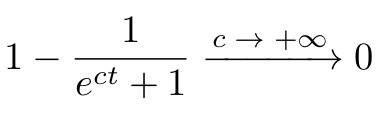 $1 - \frac{1}{e^{ct} + 1} \xrightarrow{c \to +\infty} 0$